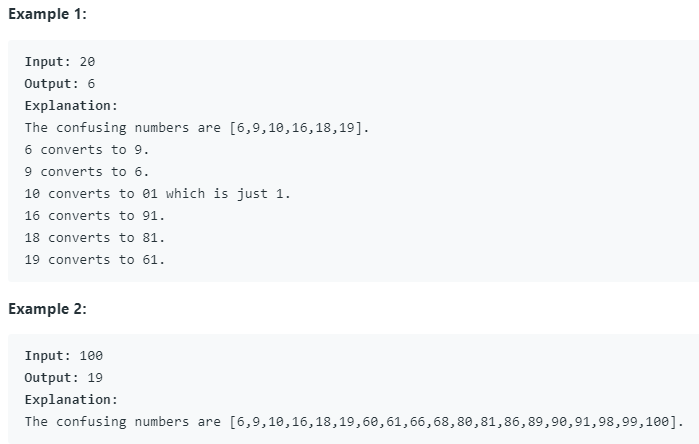 Example 1:
Input: 20
Output: 6
Explanation:
The confusing numbers are [6,9,10,16,18,19].
6 converts to 9.
9 converts to 6.
10 converts to 01 which is just 1.
16 converts to 91.
18 converts to 81.
19 converts to 61.
Example 2:
Input: 100
Output: 19
Explanation:
The confusing numbers are [6,9,10,16,18,19,60,61,66,68,80,81,86,89,90,91,98,99,100].